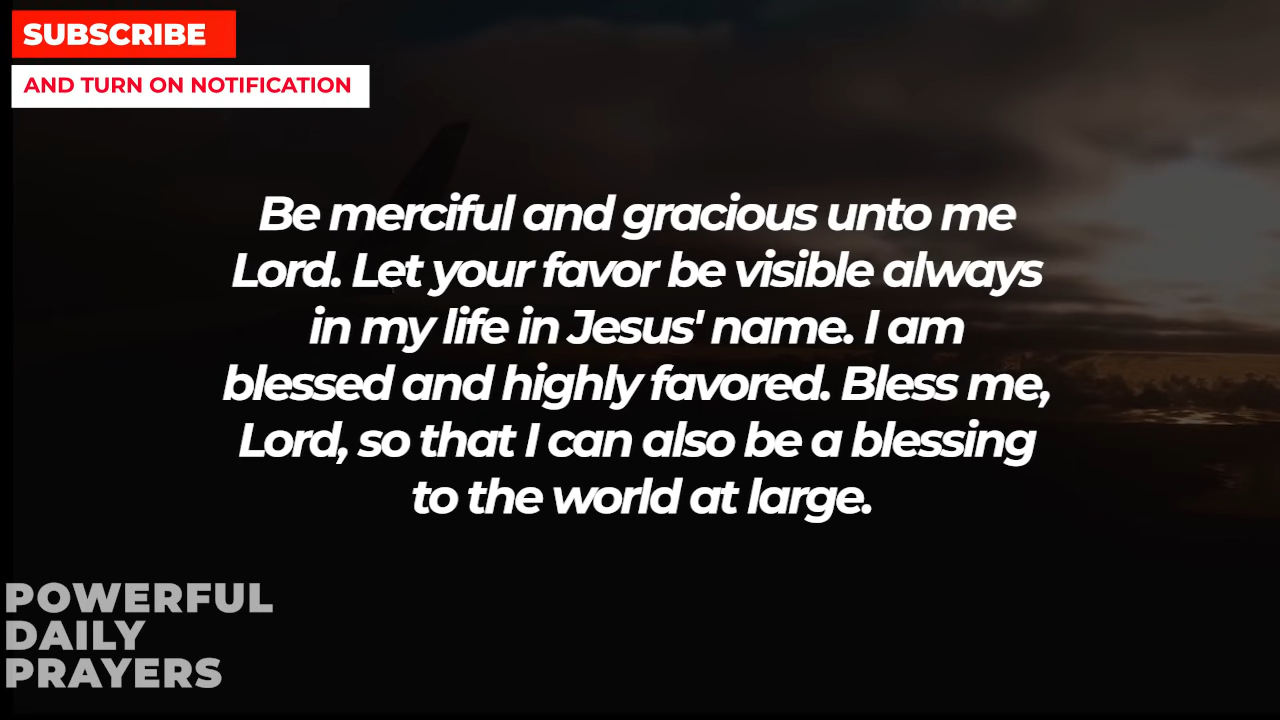 SUBSCRIBE
AND TURN ON NOTIFICATION
Be merciful and gracious unto me
Lord. Let your favor be visible always
in my life in Jesus' name. I am
blessed and highly favored. Bless me,
Lord, so that I can also be a blessing
to the world at large.
POWERFUL
DAILY
PRAYERS